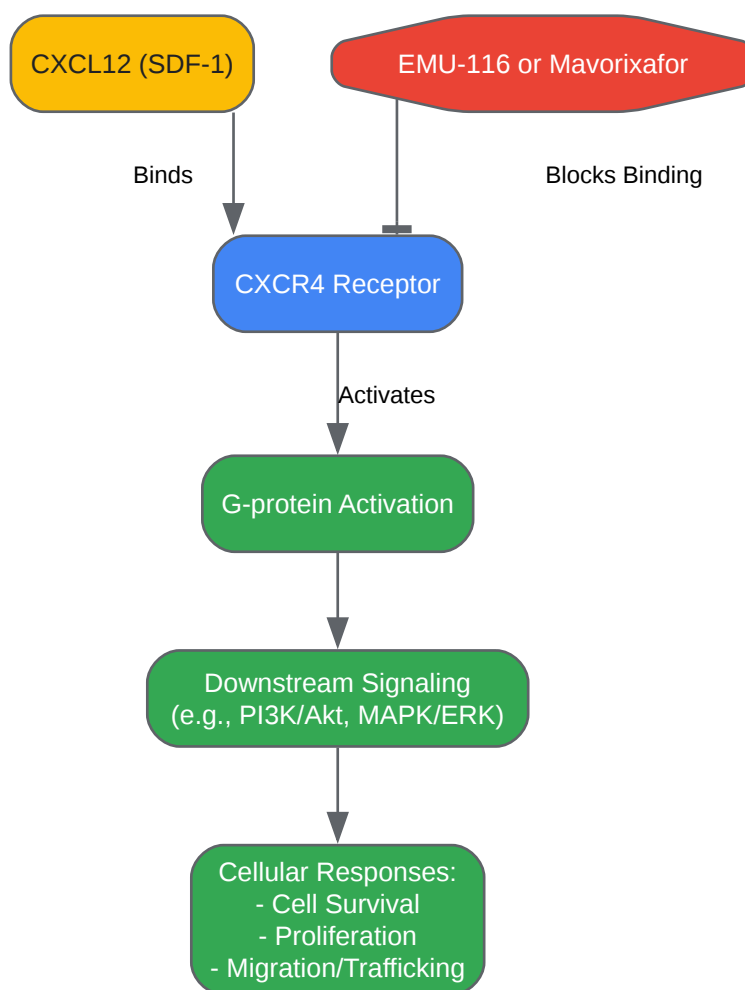 CXCL12 (SDF-1)
EMU-116 or Mavorixafor
Binds
Blocks Binding
CXCR4 Receptor
Activates
G-protein Activation
Downstream Signaling
(e.g., PI3K/Akt, MAPK/ERK)
Cellular Responses:
- Cell Survival
- Proliferation
- Migration/Trafficking